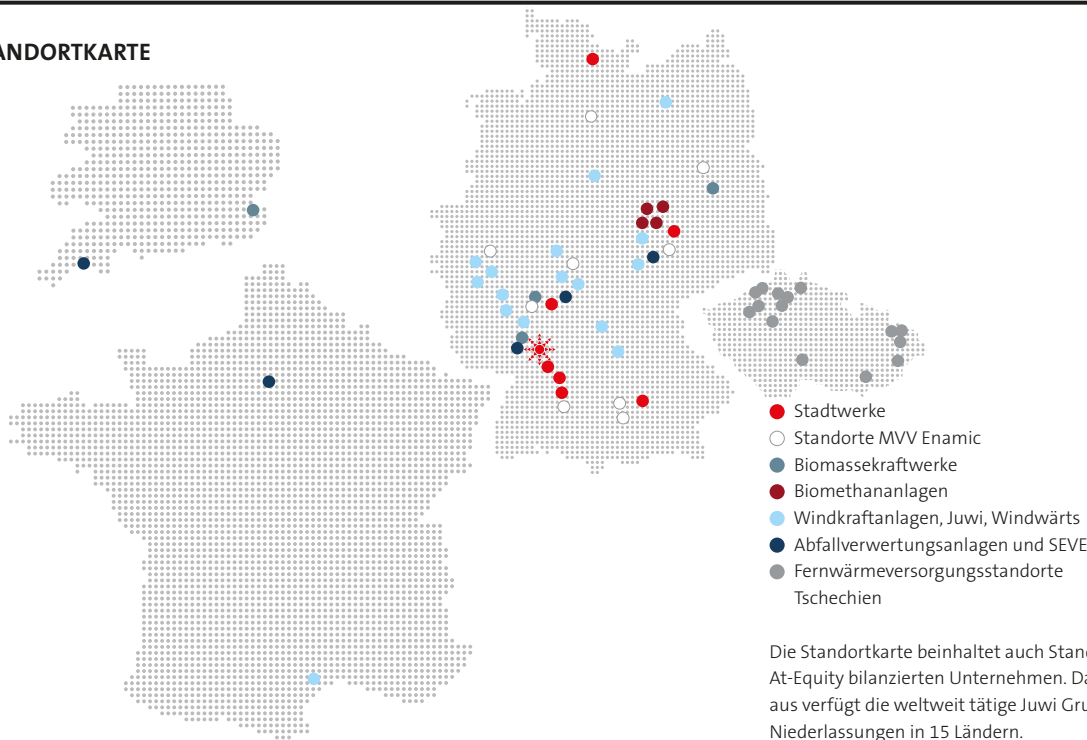 ANDORTKARTE
Stadtwerke
Standorte MVV Enamic
Biomassekraftwerke
Biomethananlagen
Windkraftanlagen, Juwi, Windwärts
Abfallverwertungsanlagen und SEVE
Fernwärmeversorgungsstandorte
Tschechien
Die Standortkarte beinhaltet auch Stan
At-Equity bilanzierten Unternehmen. Da
aus verfügt die weltweit tätige Juwi Gru
Niederlassungen in 15 Ländern.